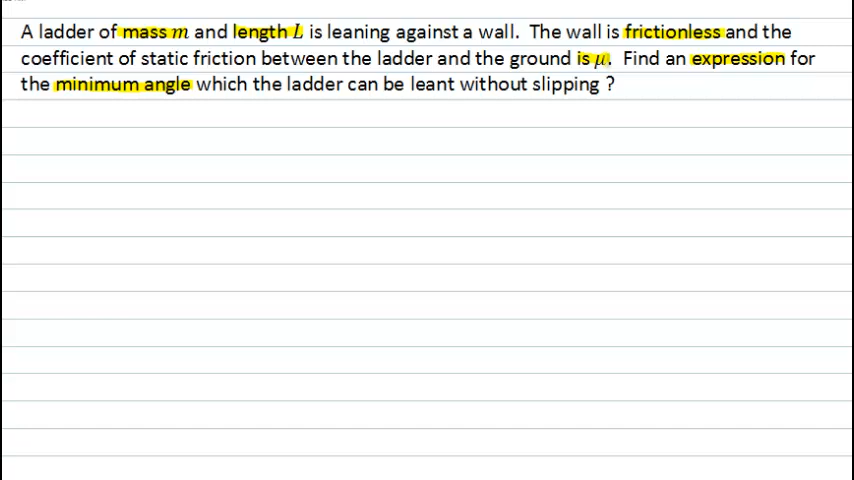 A ladder of mass m and length L is leaning against a wall. The wall is frictionless and the
coefficient of static friction between the ladder and the ground is μ. Find an expression for
the minimum angle which the ladder can be leant without slipping ?